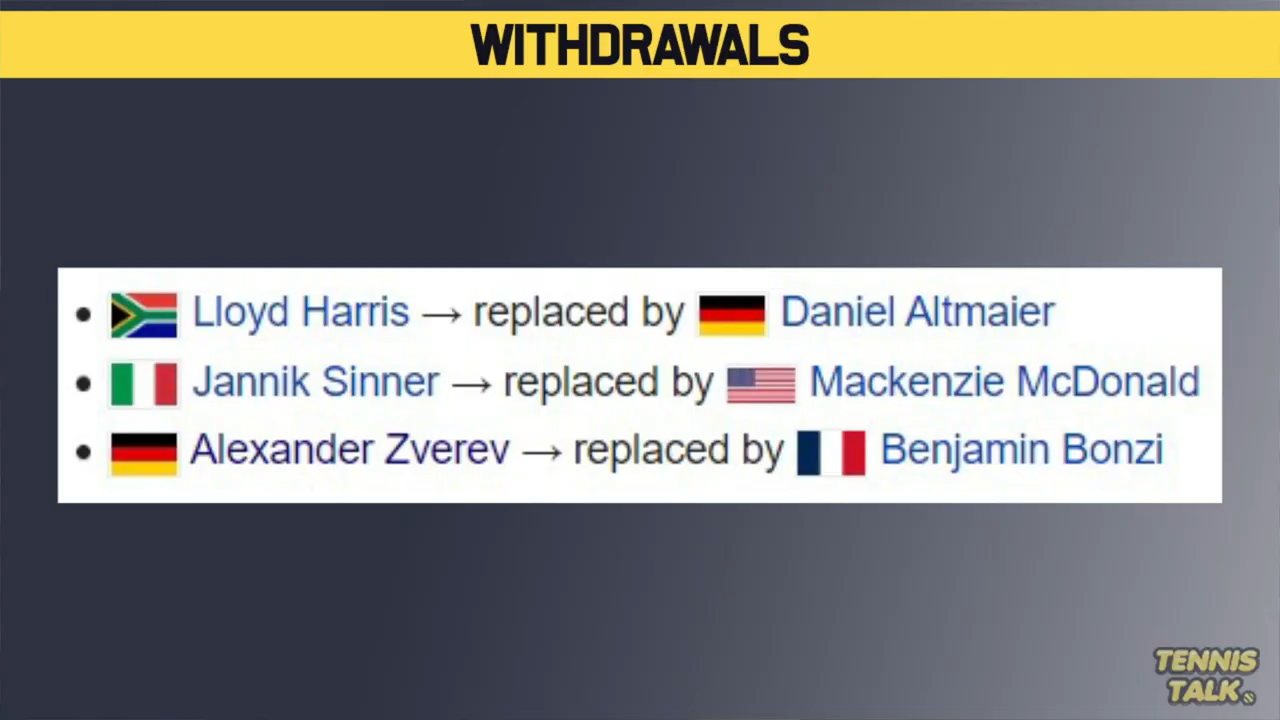 WITHDRAWALS
• Lloyd Harris → replaced by Daniel Altmaier
• Jannik Sinner → replaced by Mackenzie McDonald
• Alexander Zverev → replaced by Benjamin Bonzi
TENNIS
TALK